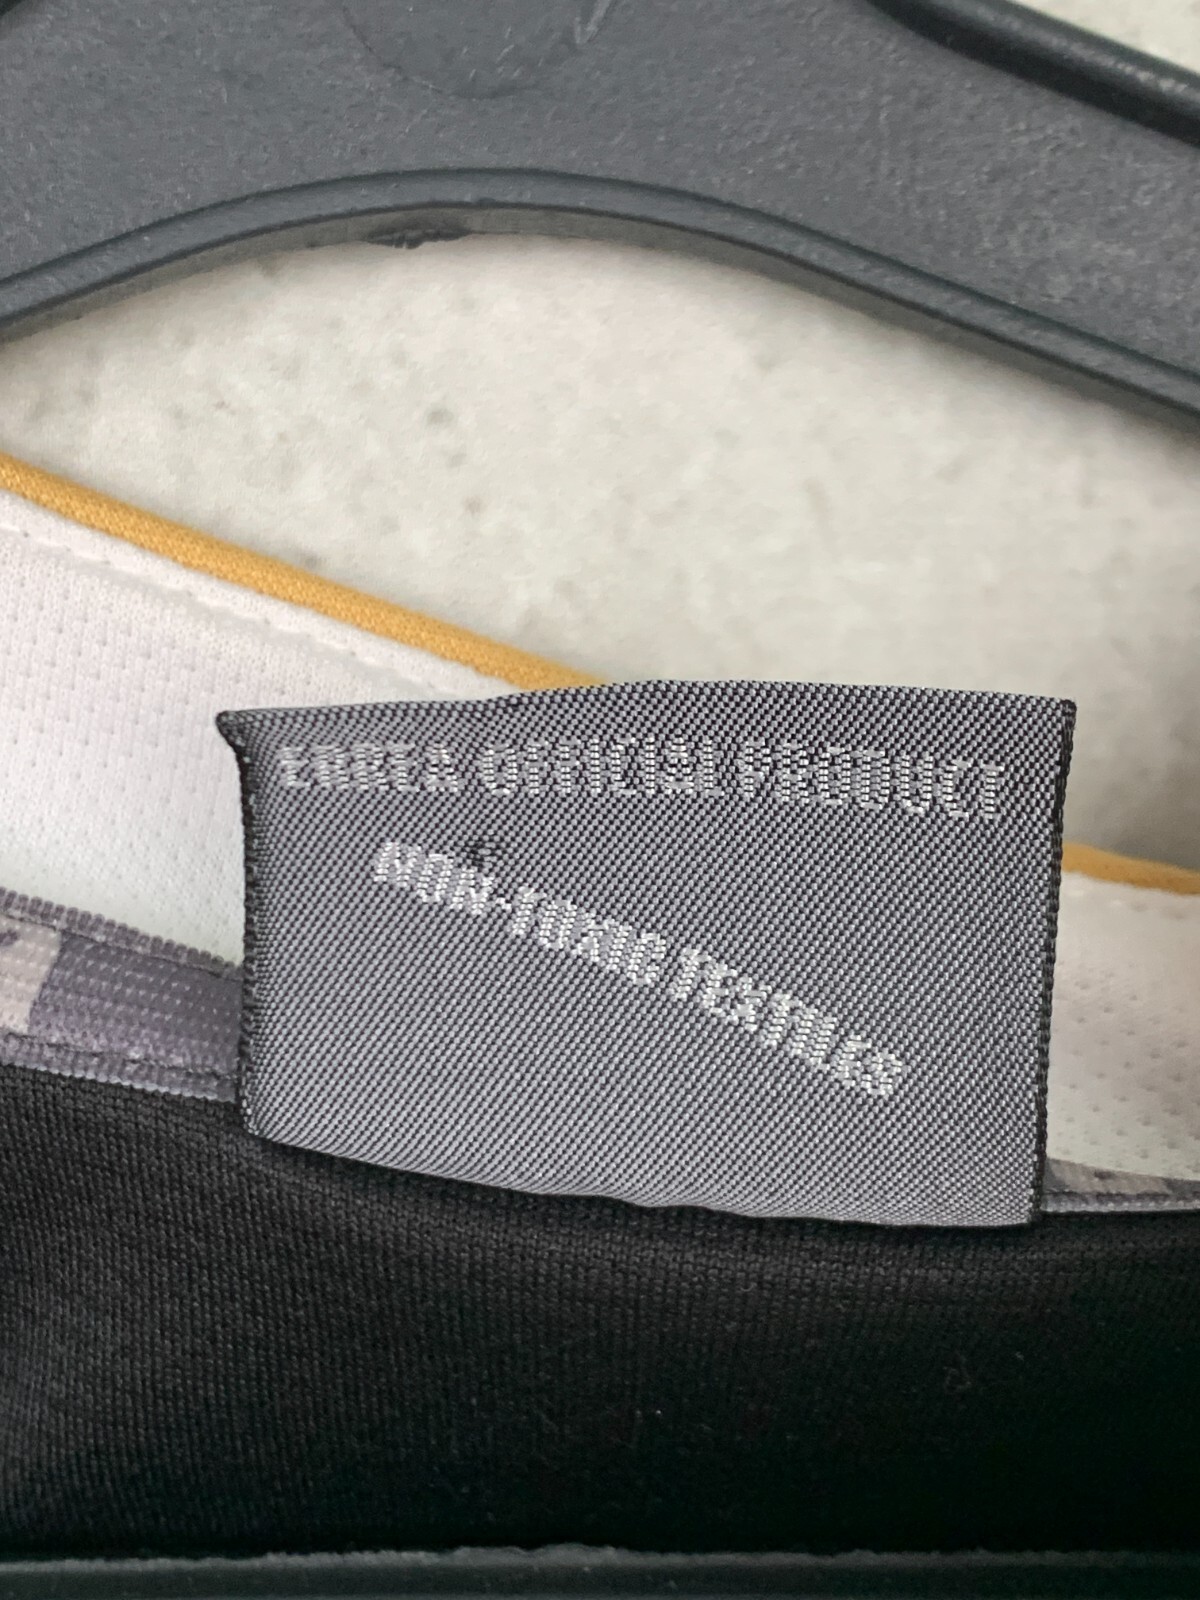 ERREA OFFICIAL PRODUCT
NON-TOXIC TEXTILES